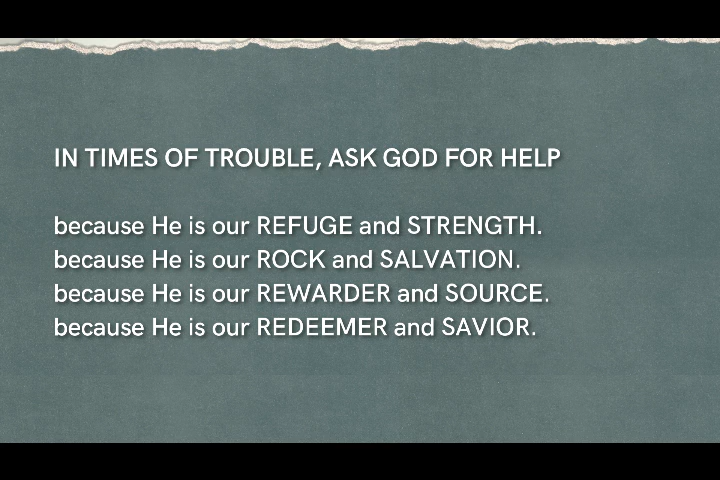 IN TIMES OF TROUBLE, ASK GOD FOR HELP
because He is our REFUGE and STRENGTH.
because He is our ROCK and SALVATION.
because He is our REWARDER and SOURCE.
because He is our REDEEMER and SAVIOR.